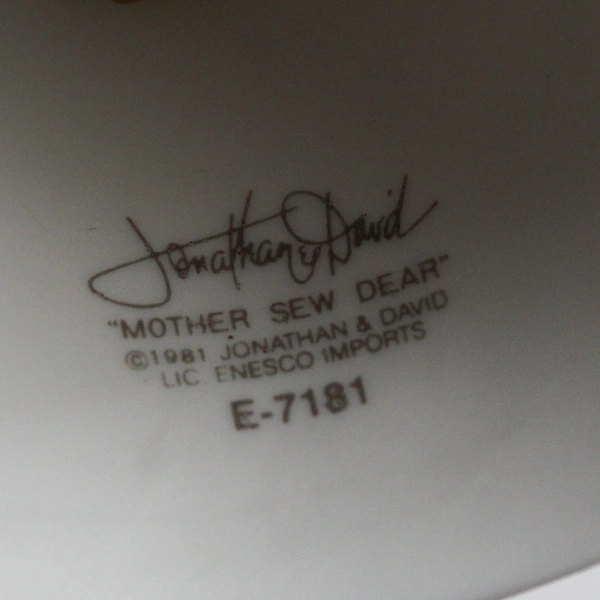 Jonathan & David
"MOTHER SEW DEAR"
©1981 JONATHAN & DAVID
LIC. ENESCO IMPORTS
E-7181